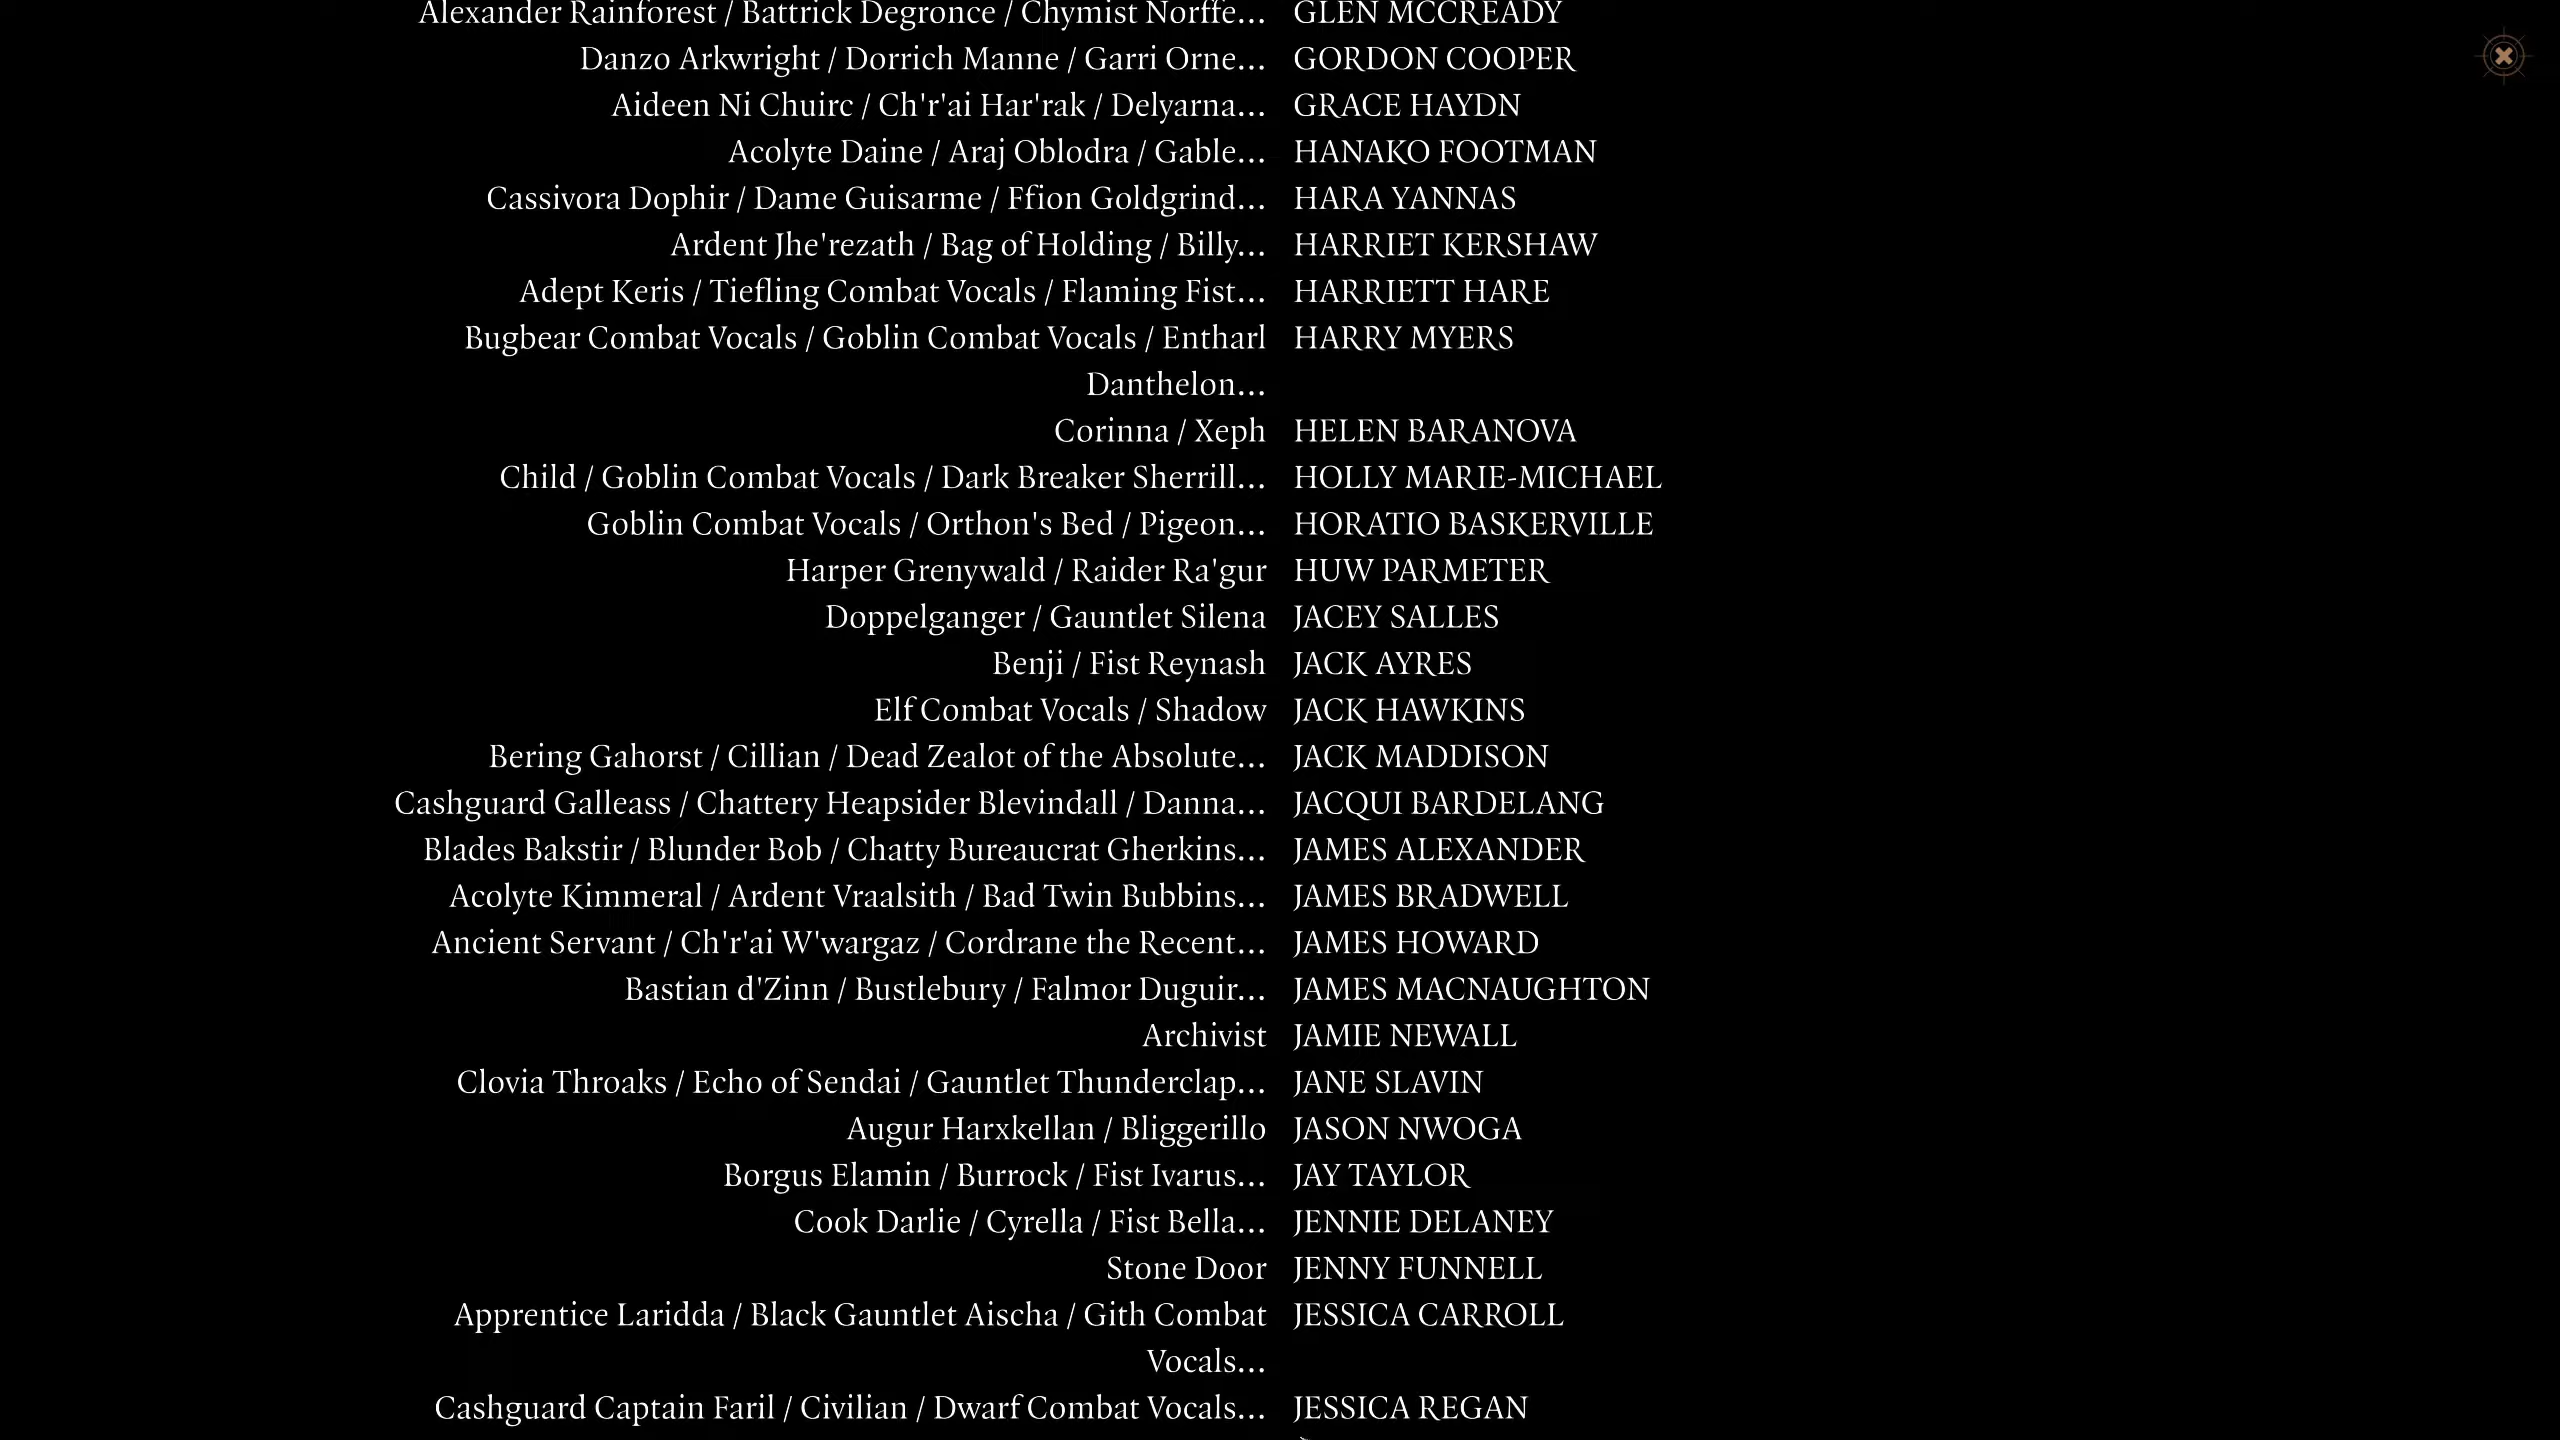 Alexander Rainforest / Battrick Degronce / Chymist Norffe... GLEN MCCREADY
Danzo Arkwright / Dorrich Manne / Garri Orne... GORDON COOPER
Aideen Ni Chuirc / Ch'r'ai Har'rak / Delyarna... GRACE HAYDN
Acolyte Daine / Araj Oblodra / Gable... HANAKO FOOTMAN
Cassivora Dophir / Dame Guisarme / Ffion Goldgrind... HARA YANNAS
Ardent Jhe'rezath / Bag of Holding / Billy... HARRIET KERSHAW
Adept Keris / Tiefling Combat Vocals / Flaming Fist... HARRIETT HARE
Bugbear Combat Vocals / Goblin Combat Vocals / Entharl HARRY MYERS
Danthelon...
Corinna / Xeph HELEN BARANOVA
Child / Goblin Combat Vocals / Dark Breaker Sherrill... HOLLY MARIE-MICHAEL
Goblin Combat Vocals / Orthon's Bed / Pigeon... HORATIO BASKERVILLE
Harper Grenywald / Raider Ra'gur HUW PARMETER
Doppelganger / Gauntlet Silena JACEY SALLES
Benji / Fist Reynash JACK AYRES
Elf Combat Vocals / Shadow JACK HAWKINS
Bering Gahorst / Cillian / Dead Zealot of the Absolute... JACK MADDISON
Cashguard Galleass / Chattery Heapsider Blevindall / Danna... JACQUI BARDELANG
Blades Bakstir / Blunder Bob / Chatty Bureaucrat Gherkins... JAMES ALEXANDER
Acolyte Kimmeral / Ardent Vraalsith / Bad Twin Bubbins... JAMES BRADWELL
Ancient Servant / Ch'r'ai W'wargaz / Cordrane the Recent... JAMES HOWARD
Bastian d'Zinn / Bustlebury / Falmor Duguir... JAMES MACNAUGHTON
Archivist JAMIE NEWALL
Clovia Throaks / Echo of Sendai / Gauntlet Thunderclap... JANE SLAVIN
Augur Harxkellan / Bliggerillo JASON NWOGA
Borgus Elamin / Burrock / Fist Ivarus... JAY TAYLOR
Cook Darlie / Cyrella / Fist Bella... JENNIE DELANEY
Stone Door JENNY FUNNELL
Apprentice Laridda / Black Gauntlet Aischa / Gith Combat JESSICA CARROLL
Vocals...
Cashguard Captain Faril / Civilian / Dwarf Combat Vocals... JESSICA REGAN